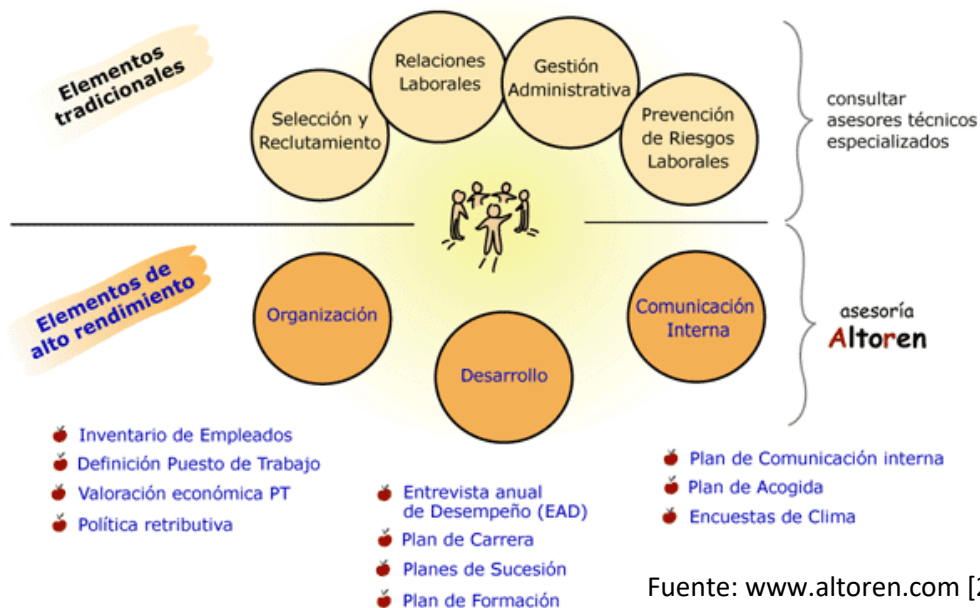 Elementos
tradicionales
Selección y
Reclutamiento
Relaciones
Laborales
Gestión
Administrativa
Prevención
de Riesgos
Laborales
consultar
asesores técnicos
especializados
Elementos de
alto rendimiento
Organización
Desarrollo
Comunicación
Interna
asesoría
Altoren
Inventario de Empleados
Definición Puesto de Trabajo
Valoración económica PT
Política retributiva
Entrevista anual
de Desempeño (EAD)
Plan de Carrera
Planes de Sucesión
Plan de Formación
Plan de Comunicación interna
Plan de Acogida
Encuestas de Clima
Fuente: www.altoren.com [